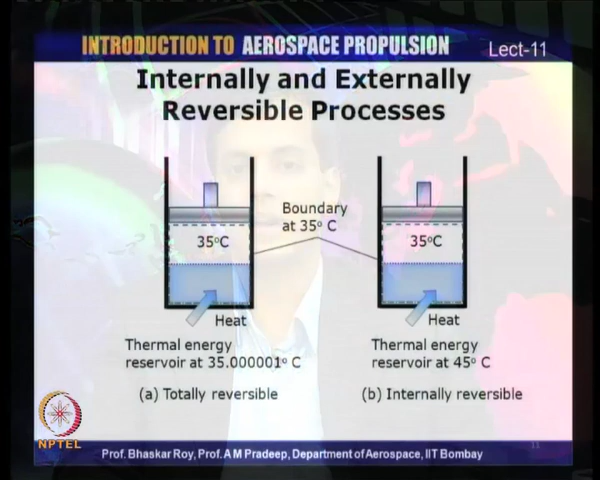 INTRODUCTION TO AEROSPACE PROPULSION
Lect-11
Internally and Externally
Reversible Processes
Boundary
at 35° C
35°C
35°C
Heat
Heat
Thermal energy
reservoir at 35.000001° C
Thermal energy
reservoir at 45° C
(a) Totally reversible
(b) Internally reversible
NPTEL
11
Prof. Bhaskar Roy, Prof. A M Pradeep, Department of Aerospace, IIT Bombay